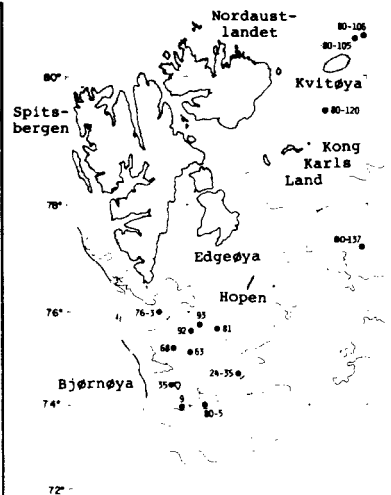 Nordaust-
landet
80-106
80-105
80°
Kvitøya
Spits-
bergen
80-120
Kong
Karls
Land
78°
80-137
Edgeøya
Hopen
76°
76-3
93
92
81
68
63
24-35
Bjørnøya
35
9
74°
80-5
72°